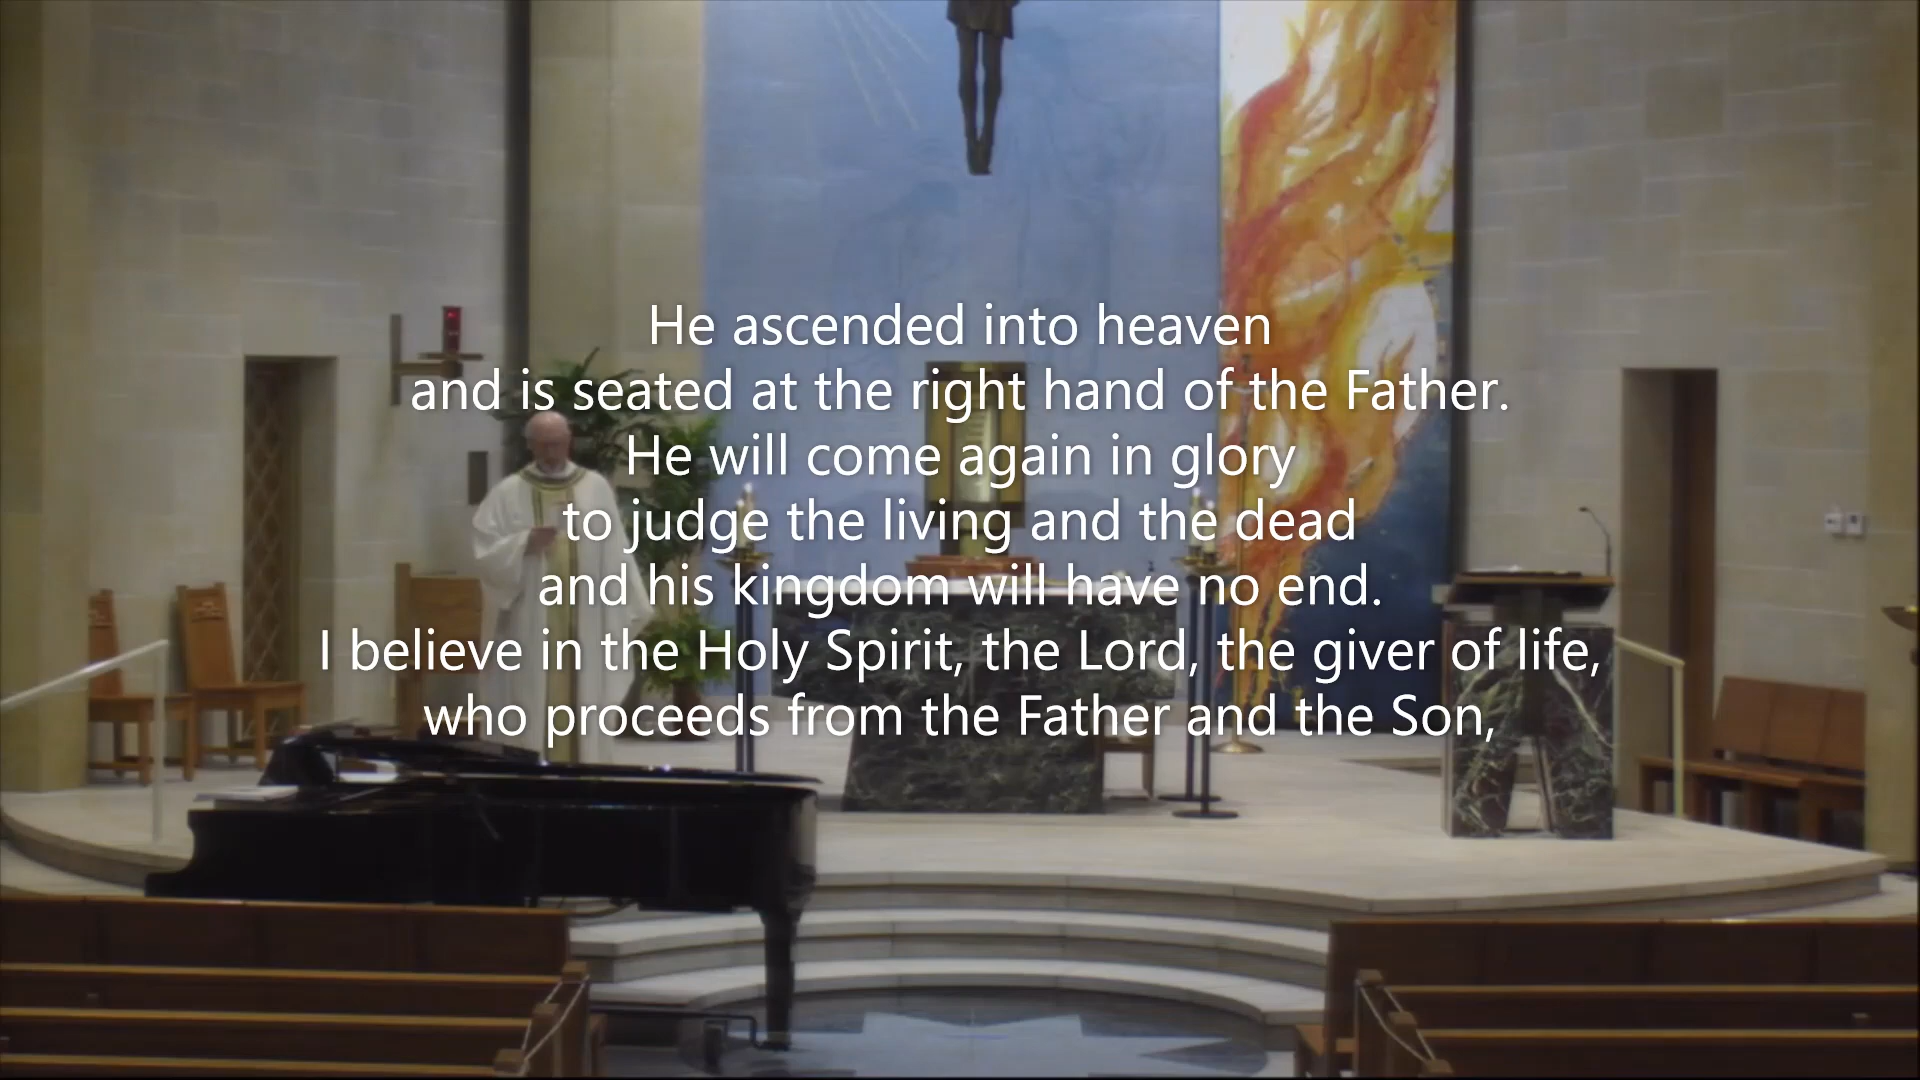 He ascended into heaven
and is seated at the right hand of the Father.
He will come again in glory
to judge the living and the dead
and his kingdom will have no end.
I believe in the Holy Spirit, the Lord, the giver of life,
who proceeds from the Father and the Son,